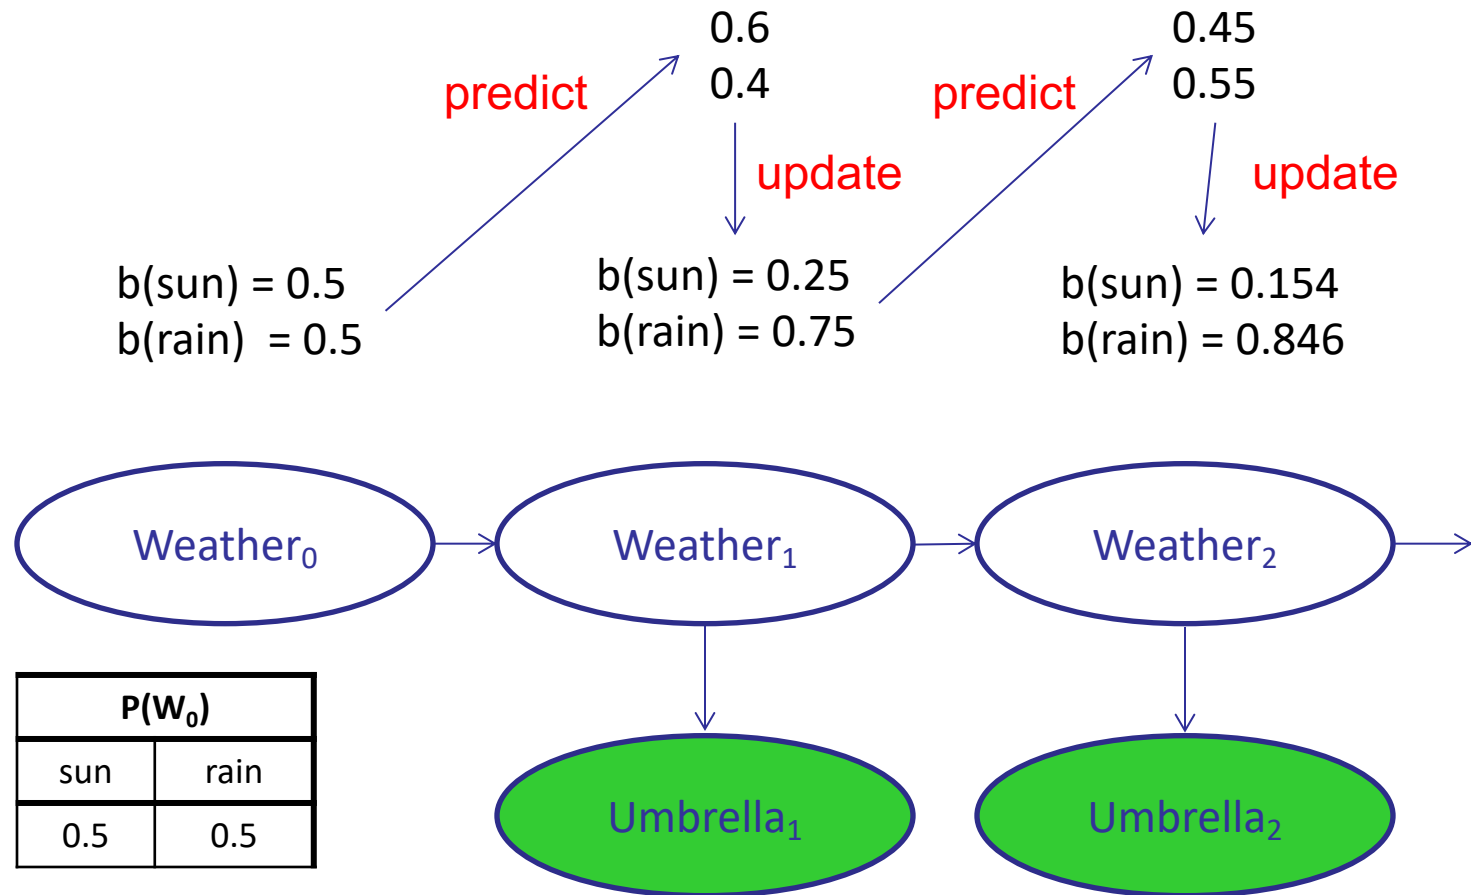 0.6
0.4
predict
update
0.45
0.55
predict
update
b(sun) = 0.5
b(rain) = 0.5
b(sun) = 0.25
b(rain) = 0.75
b(sun) = 0.154
b(rain) = 0.846
Weather₀
Weather₁
Weather₂
P(W₀)
sun rain
0.5 0.5
Umbrella₁
Umbrella₂